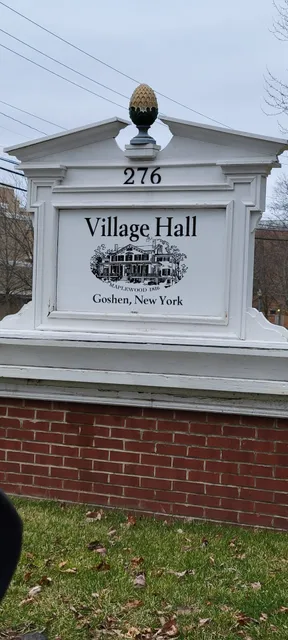 276
Village Hall
MAPLEWOOD 1816
Goshen, New York